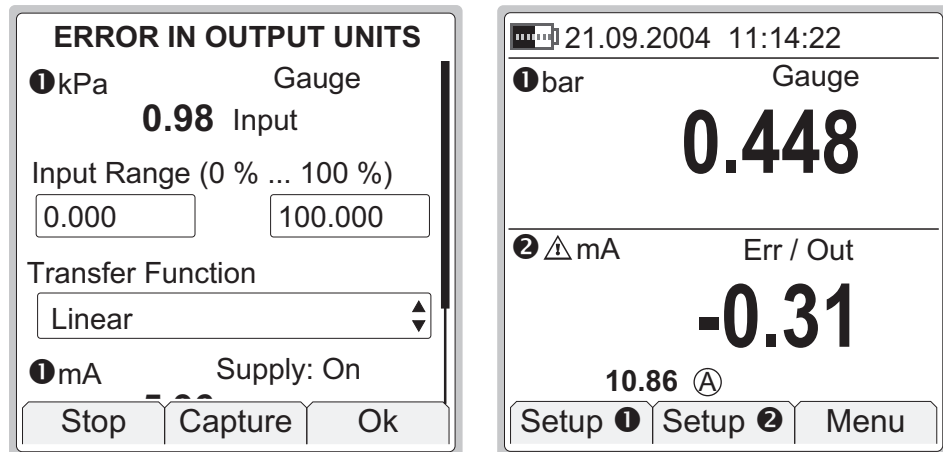 ERROR IN OUTPUT UNITS
❶kPa Gauge
0.98 Input
Input Range (0 % ... 100 %)
0.000 100.000
Transfer Function
Linear
❶mA Supply: On
Stop Capture Ok
21.09.2004 11:14:22
❶bar Gauge
0.448
❷⚠mA Err / Out
-0.31
10.86 Ⓐ
Setup ❶ Setup ❷ Menu